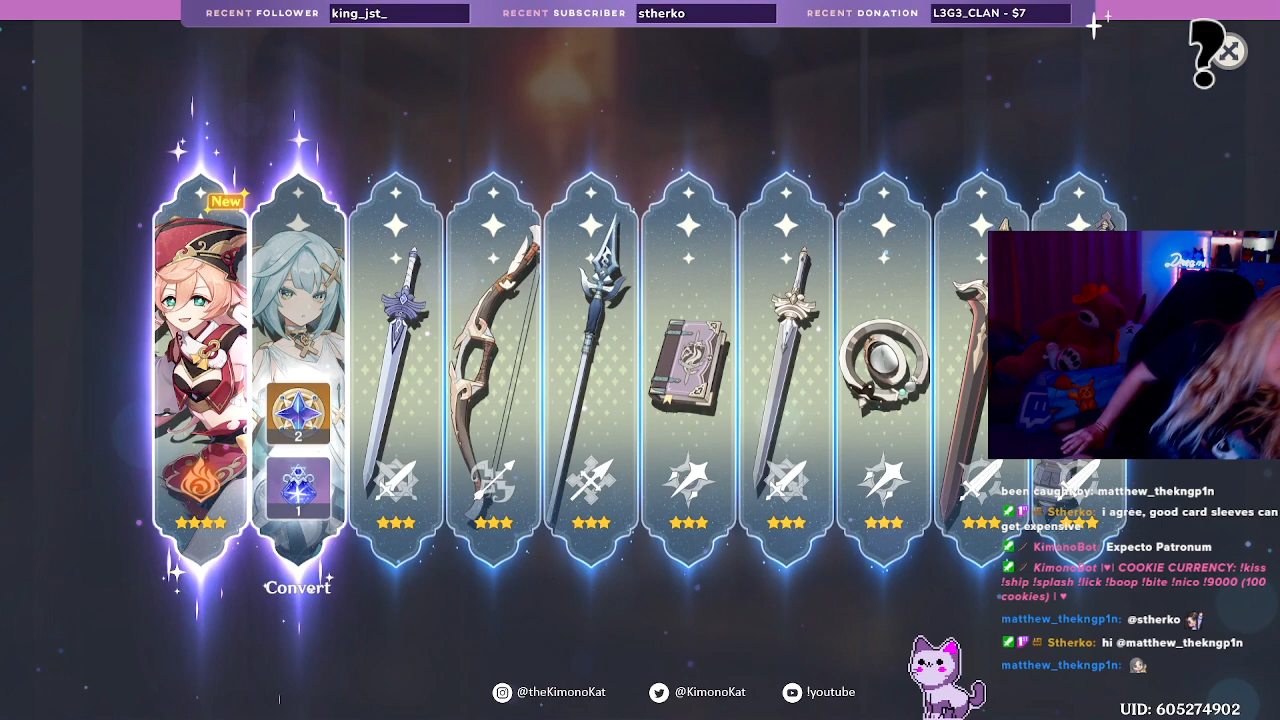 RECENT FOLLOWER king_jst_ RECENT SUBSCRIBER stherko RECENT DONATION L3G3_CLAN - $7
New
Dream
2
1
been caught by: matthew_thekngp1n
Stherko: i agree, good card sleeves can
get expensive
KimonoBot: Expecto Patronum
KimonoBot |♥| COOKIE CURRENCY: !kiss
!ship !splash !lick !boop !bite !nico !9000 (100
cookies) | ♥
Convert
matthew_thekngp1n: @stherko
Stherko: hi @matthew_thekngp1n
matthew_thekngp1n:
@theKimonoKat @KimonoKat !youtube
UID: 605274902